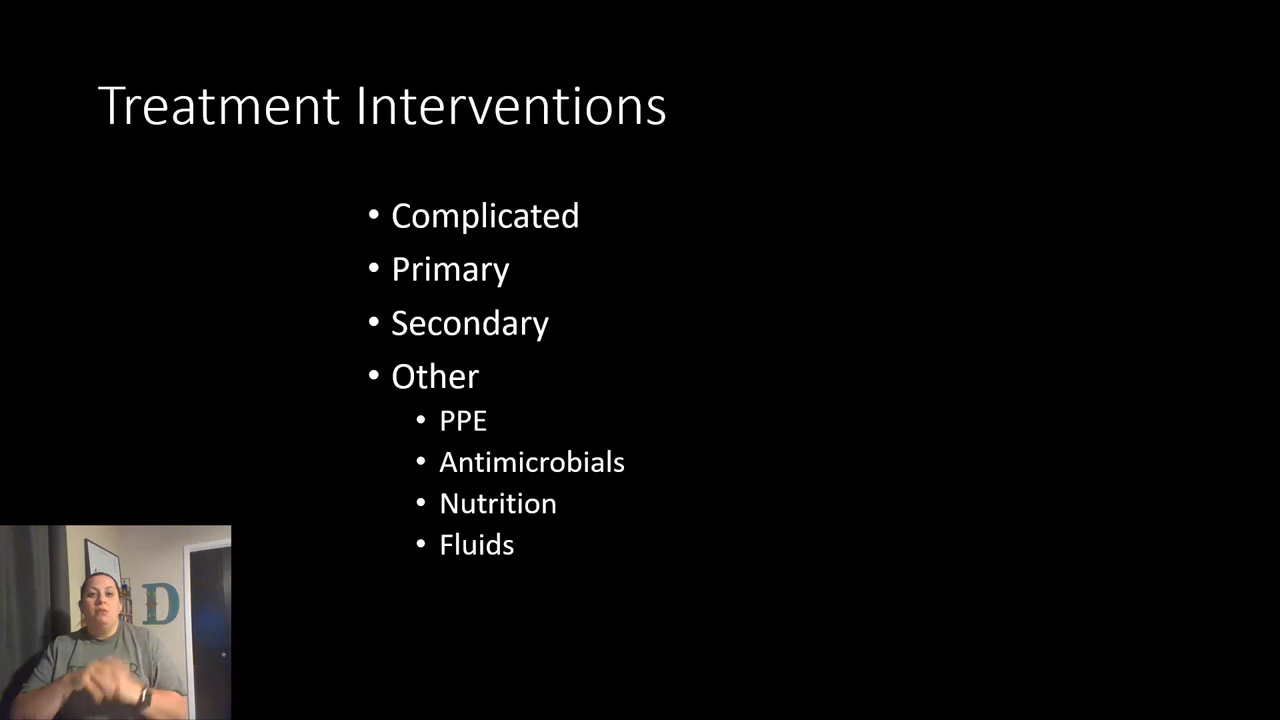 Treatment Interventions
• Complicated
• Primary
• Secondary
• Other
• PPE
• Antimicrobials
• Nutrition
• Fluids
D